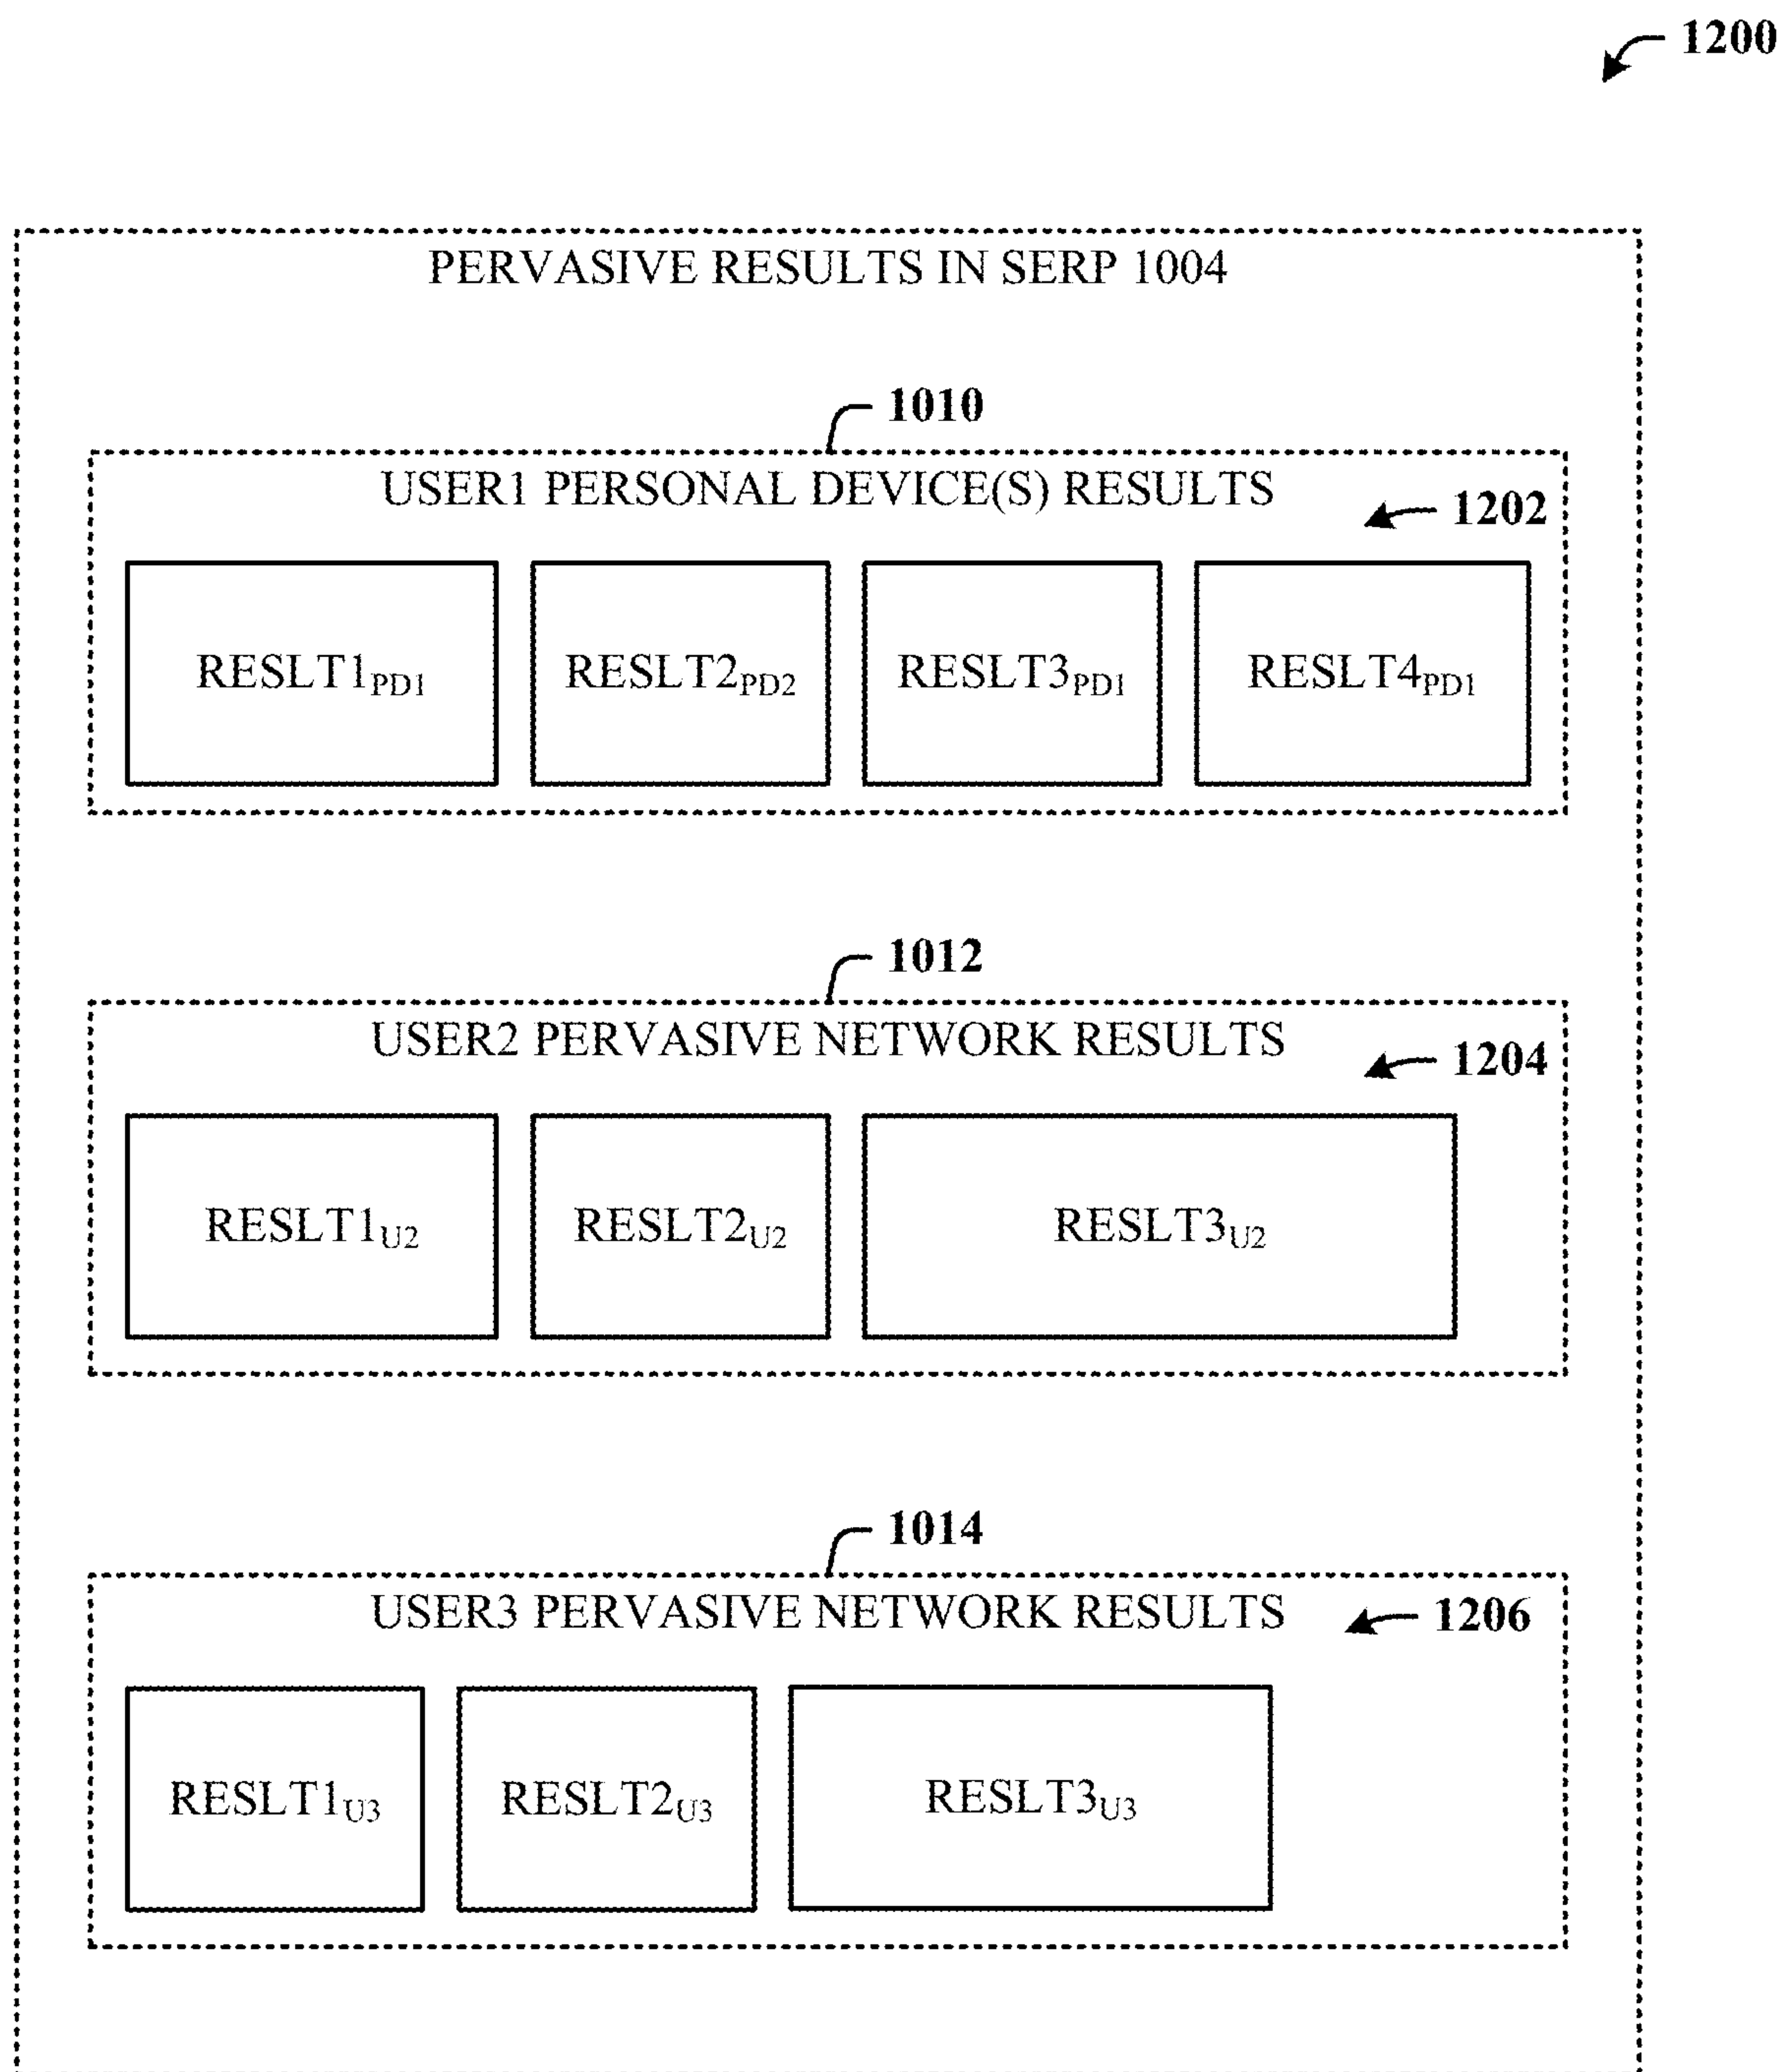 1200
PERVASIVE RESULTS IN SERP 1004
1010
USER1 PERSONAL DEVICE(S) RESULTS
1202
RESLT1PD1 RESLT2PD2 RESLT3PD1 RESLT4PD1
1012
USER2 PERVASIVE NETWORK RESULTS
1204
RESLT1U2 RESLT2U2 RESLT3U2
1014
USER3 PERVASIVE NETWORK RESULTS
1206
RESLT1U3 RESLT2U3 RESLT3U3